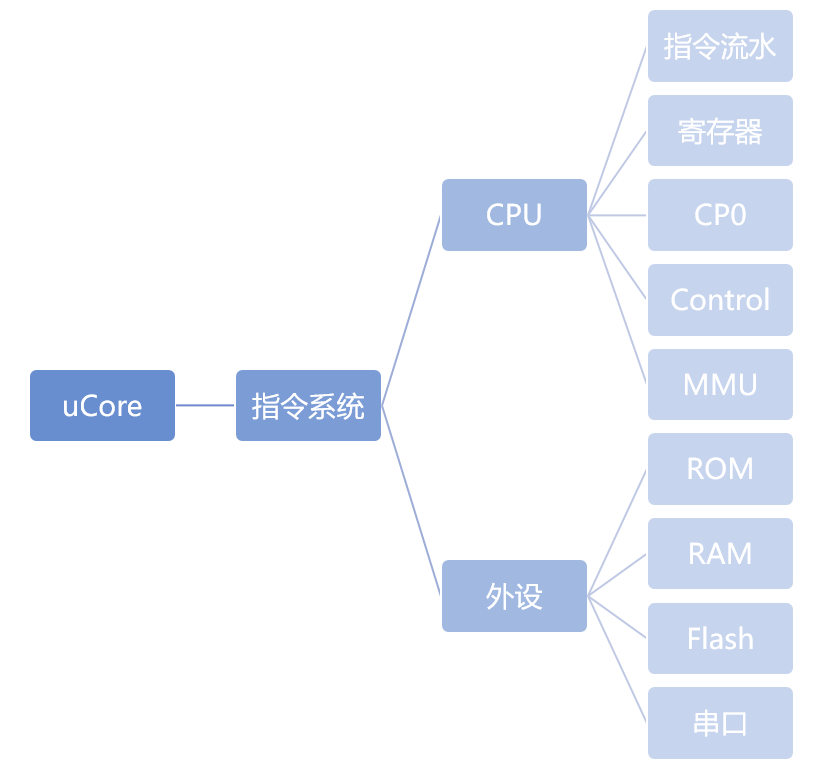 uCore
指令系统
CPU
指令流水
寄存器
CP0
Control
MMU
外设
ROM
RAM
Flash
串口